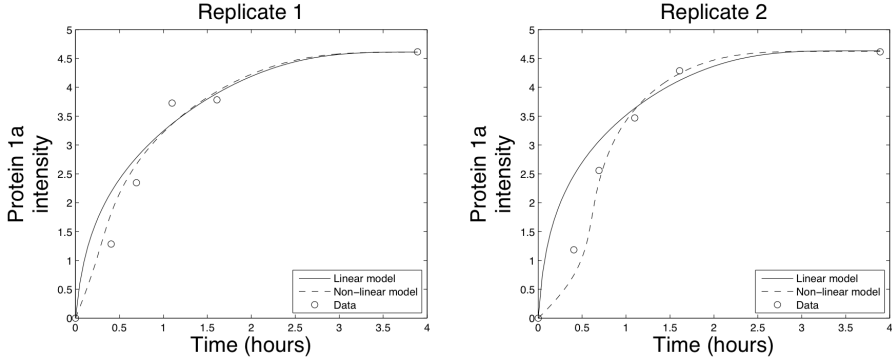 Replicate 1
5
4.5
4
3.5
3
2.5
2
1.5
1
0.5
0
Protein 1a
intensity
0 0.5 1 1.5 2 2.5 3 3.5 4
Time (hours)
Linear model
Non−linear model
Data
Replicate 2
5
4.5
4
3.5
3
2.5
2
1.5
1
0.5
0
Protein 1a
intensity
0 0.5 1 1.5 2 2.5 3 3.5 4
Time (hours)
Linear model
Non−linear model
Data